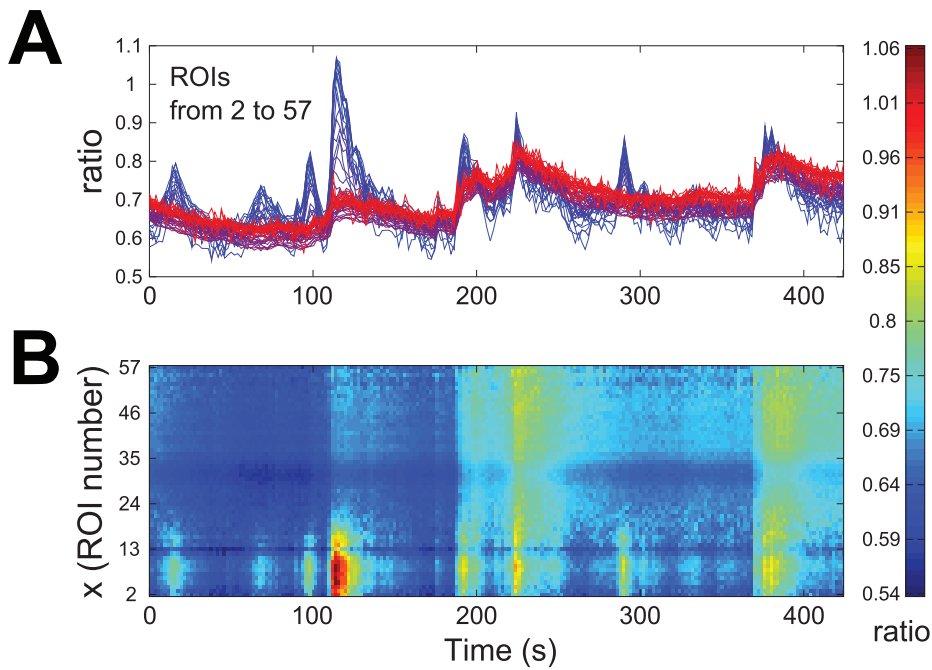 A
ratio
1.1
1
0.9
0.8
0.7
0.6
0.5
ROIs
from 2 to 57
0 100 200 300 400
B
x (ROI number)
57
46
35
24
13
2
0 100 200 300 400
Time (s)
1.06
1.01
0.96
0.91
0.85
0.8
0.75
0.69
0.64
0.59
0.54
ratio